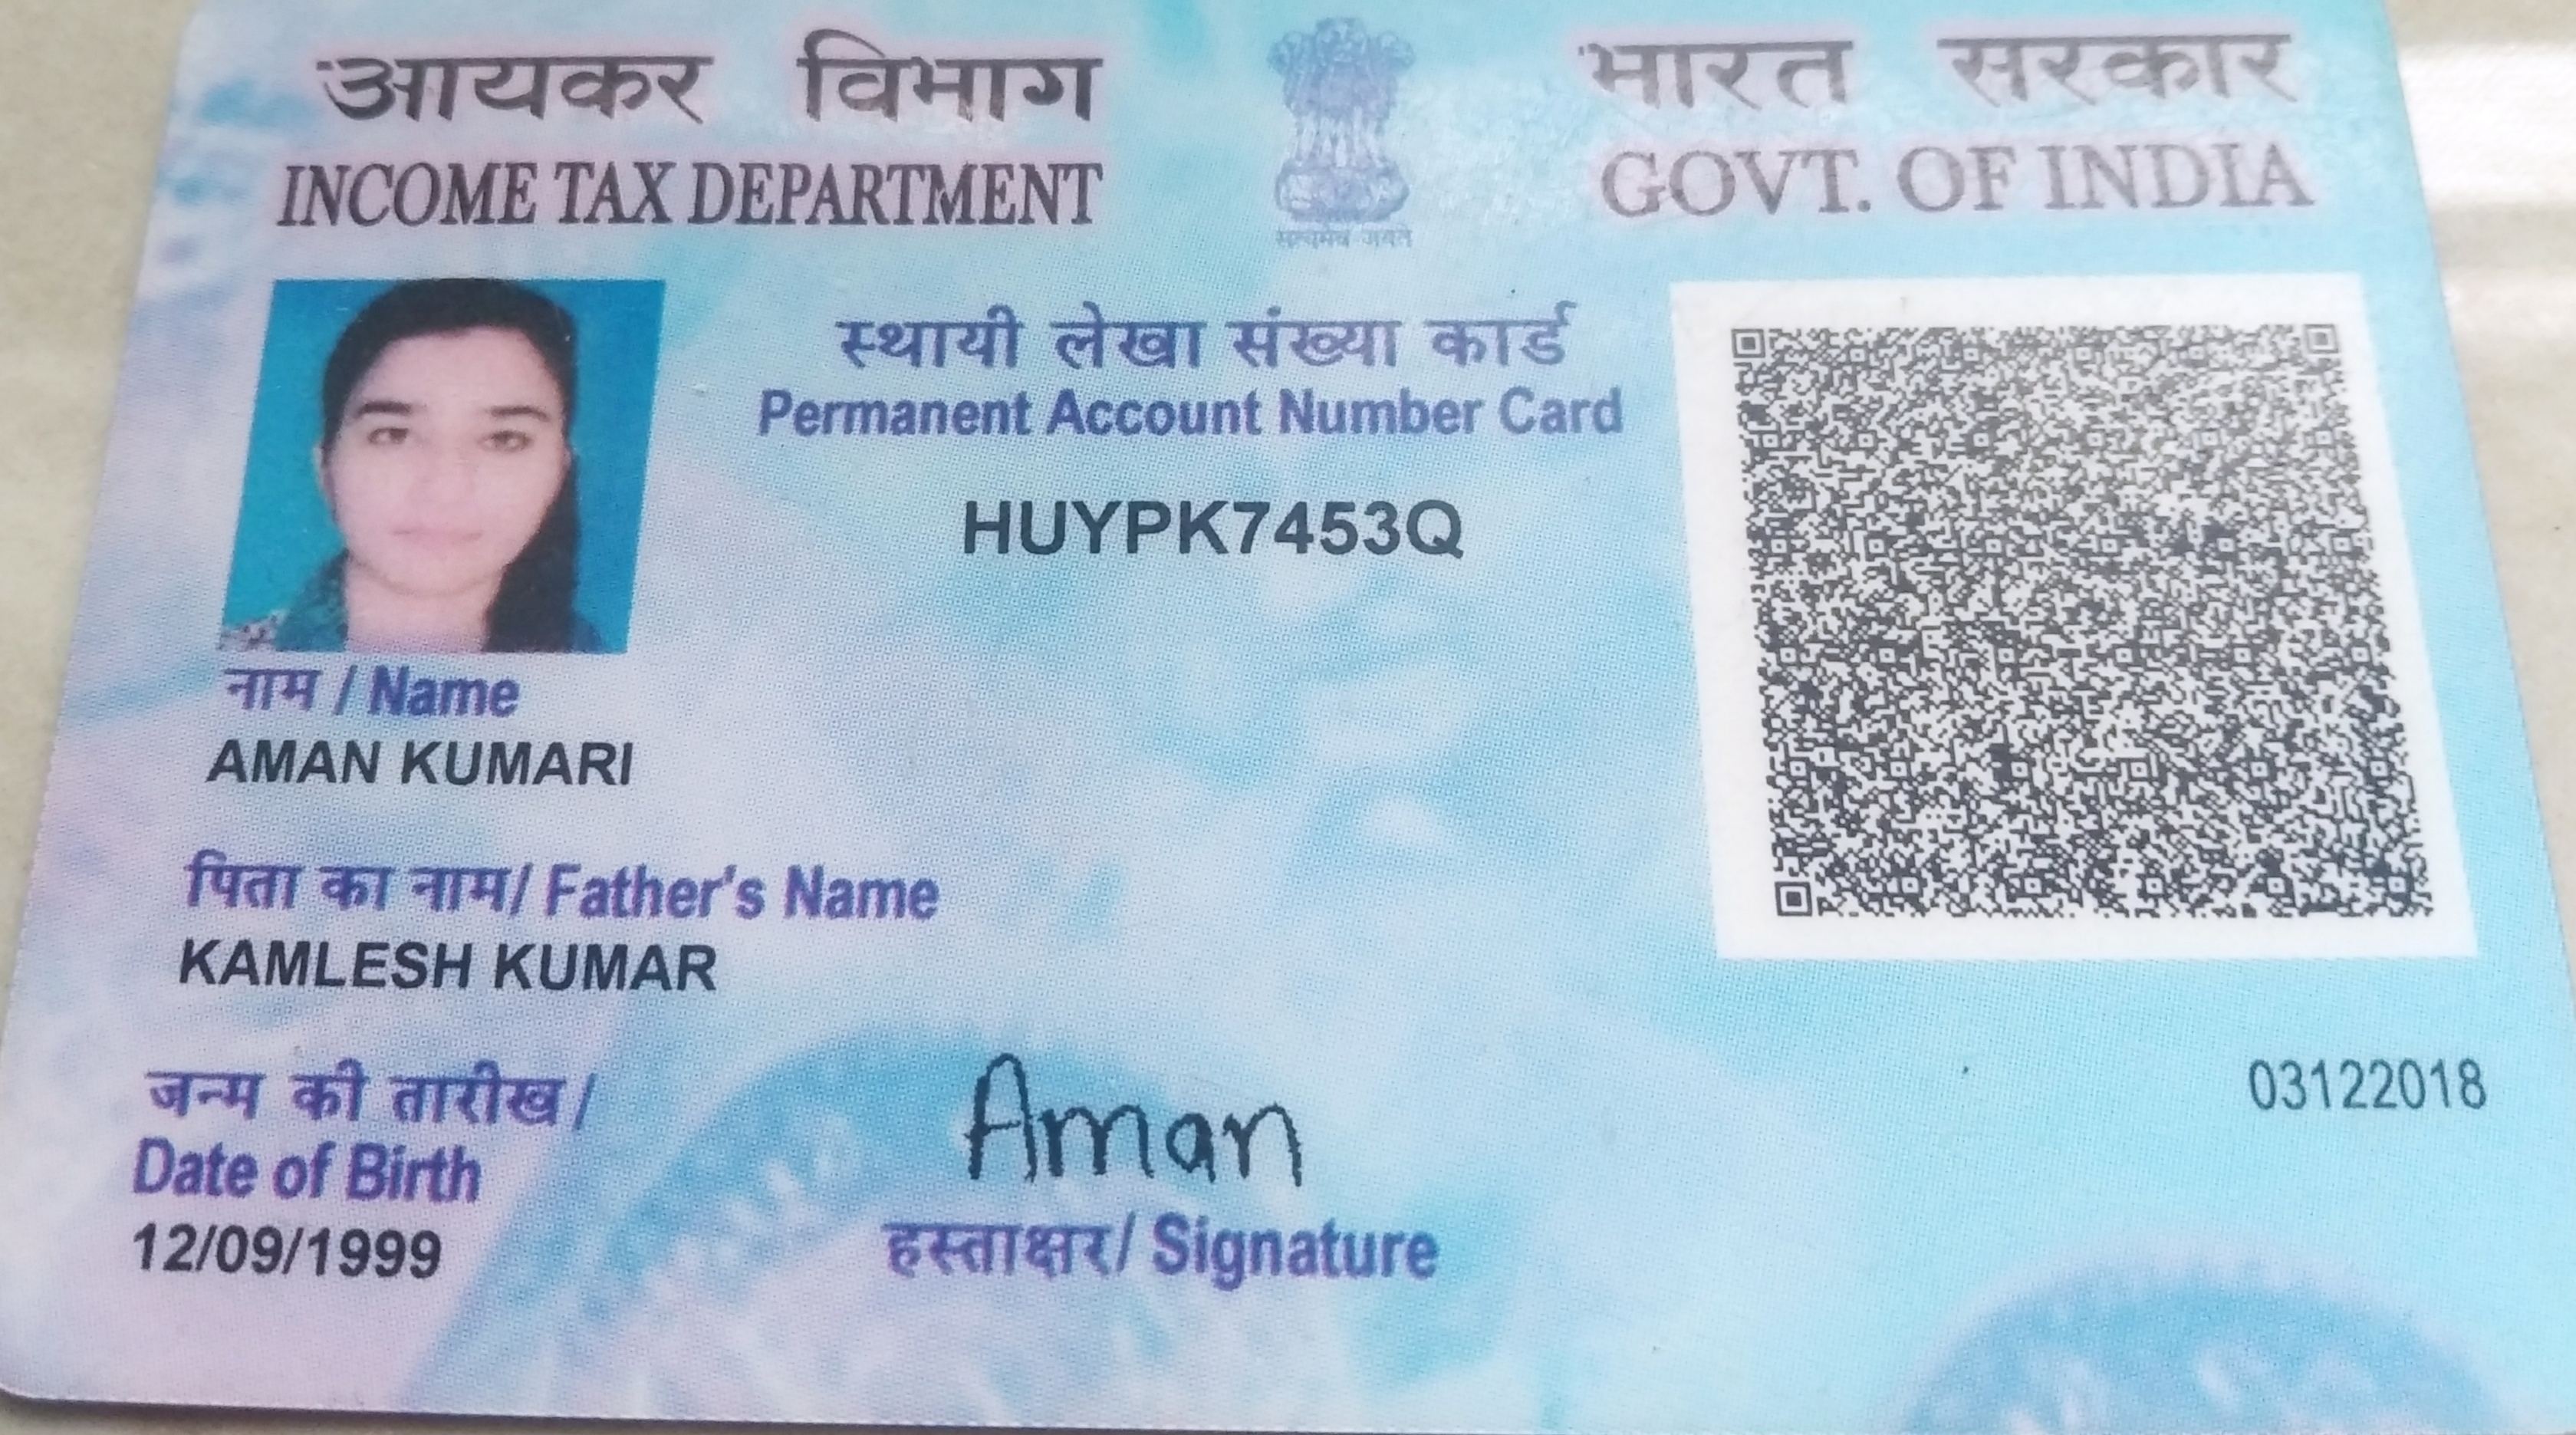 आयकर विभाग
INCOME TAX DEPARTMENT
सत्यमेव जयते
भारत सरकार
GOVT. OF INDIA
स्थायी लेखा संख्या कार्ड
Permanent Account Number Card
HUYPK7453Q
नाम / Name
AMAN KUMARI
पिता का नाम/ Father's Name
KAMLESH KUMAR
जन्म की तारीख /
Date of Birth
12/09/1999
Aman
हस्ताक्षर/ Signature
03122018